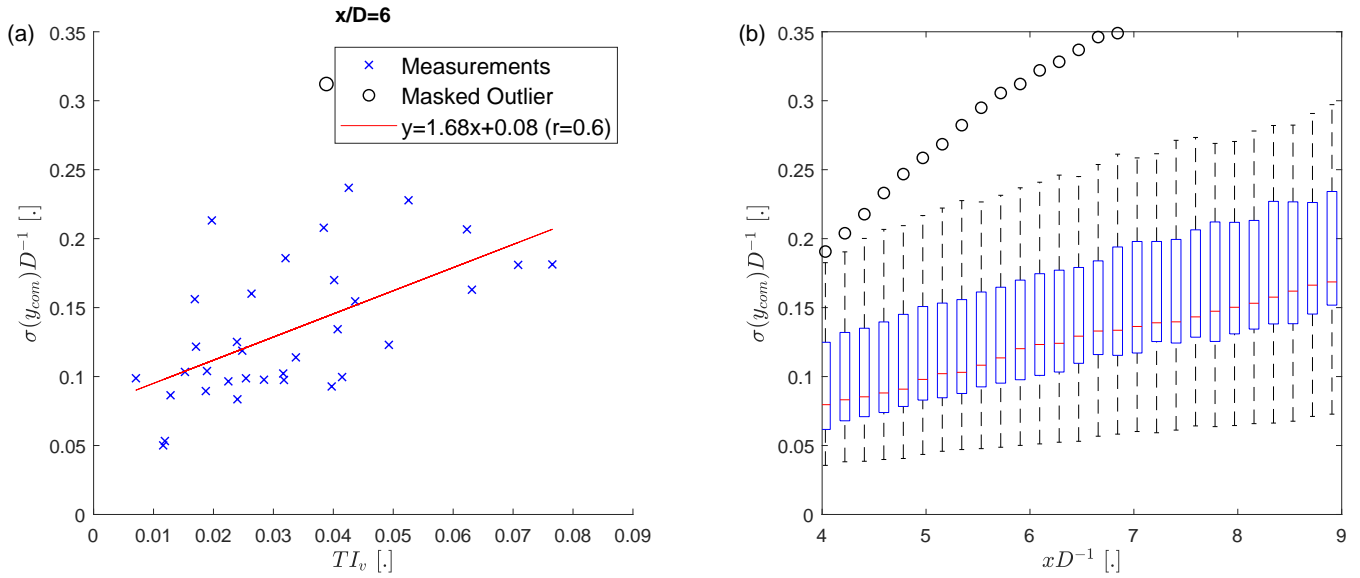 x/D=6
(a)
0.35
0.3
0.25
0.2
0.15
0.1
0.05
0
σ(y_com)D⁻¹ [.]
Measurements
Masked Outlier
y=1.68x+0.08 (r=0.6)
0 0.01 0.02 0.03 0.04 0.05 0.06 0.07 0.08 0.09
TI_v [.]
(b)
0.35
0.3
0.25
0.2
0.15
0.1
0.05
0
σ(y_com)D⁻¹ [.]
4 5 6 7 8 9
xD⁻¹ [.]